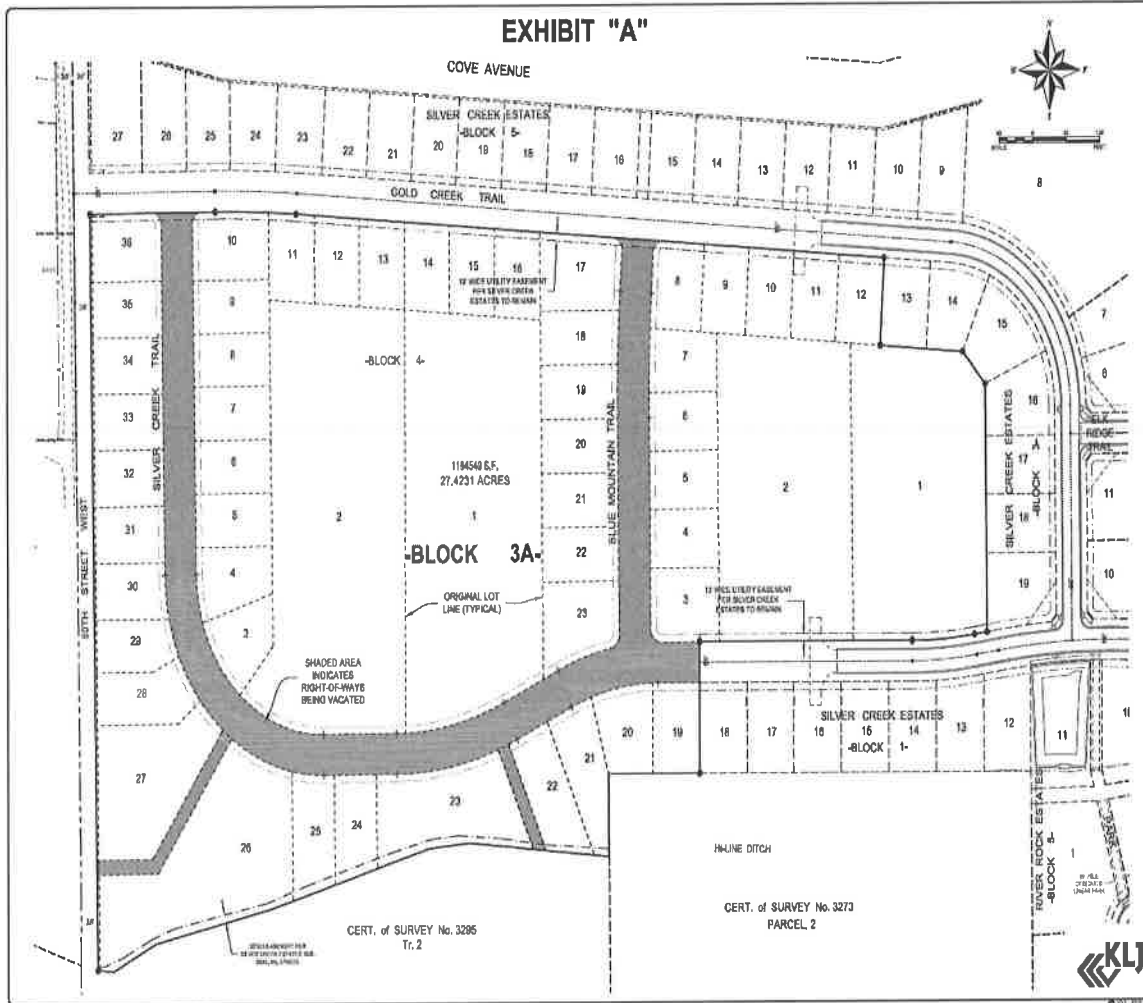 EXHIBIT "A"
COVE AVENUE
SILVER CREEK ESTATES
-BLOCK 5-
27 26 25 24 23 22 21 20 19 18 17 16 15 14 13 12 11 10 9
8
GOLD CREEK TRAIL
36
35
34
33
32
31
30
29
28
27
SILVER CREEK TRAIL
60TH STREET WEST
10
9
8
7
6
5
4
3
11 12 13 14 15 16 17
12' WIDE UTILITY EASEMENT
PER SILVER CREEK
ESTATES TO REMAIN
-BLOCK 4-
2
1
1194549 S.F.
27.4231 ACRES
-BLOCK 3A-
ORIGINAL LOT
LINE (TYPICAL)
SHADED AREA
INDICATES
RIGHT-OF-WAYS
BEING VACATED
18
19
20
21
22
23
BLUE MOUNTAIN TRAIL
8 9 10 11 12 13 14 15
7
6
5
4
3
2
1
16
17
18
19
SILVER CREEK ESTATES
7
6
ELK
RIDGE
TRAIL
11
10
12' WIDE UTILITY EASEMENT
PER SILVER CREEK
ESTATES TO REMAIN
SILVER CREEK ESTATES
-BLOCK 1-
26 25 24 23 22 21 20 19 18 17 16 15 14 13 12
11
RIVER ROCK ESTATES
-BLOCK 5-
1
HI-LINE DITCH
CERT. of SURVEY No. 3295
Tr. 2
CERT. of SURVEY No. 3273
PARCEL 2
KLJ